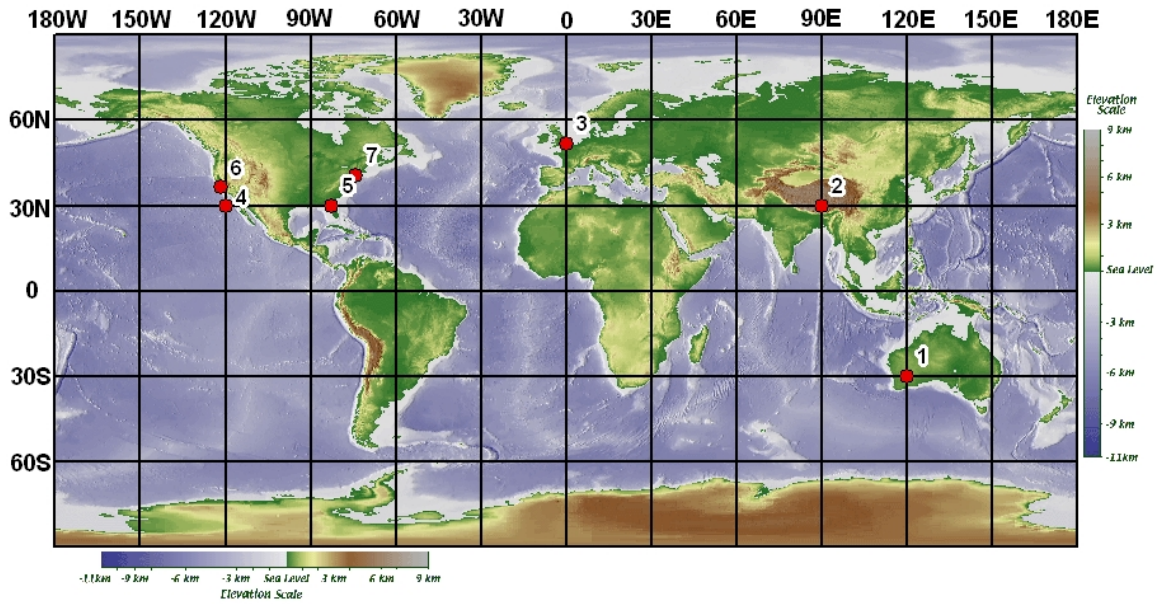 180W 150W 120W 90W 60W 30W 0 30E 60E 90E 120E 150E 180E
60N
3
7
6
5
4
2
30N
0
1
30S
60S
Elevation
Scale
9 km
6 km
3 km
Sea Level
-3 km
-6 km
-9 km
-11km
-11km -9 km -6 km -3 km Sea Level 3 km 6 km 9 km
Elevation Scale